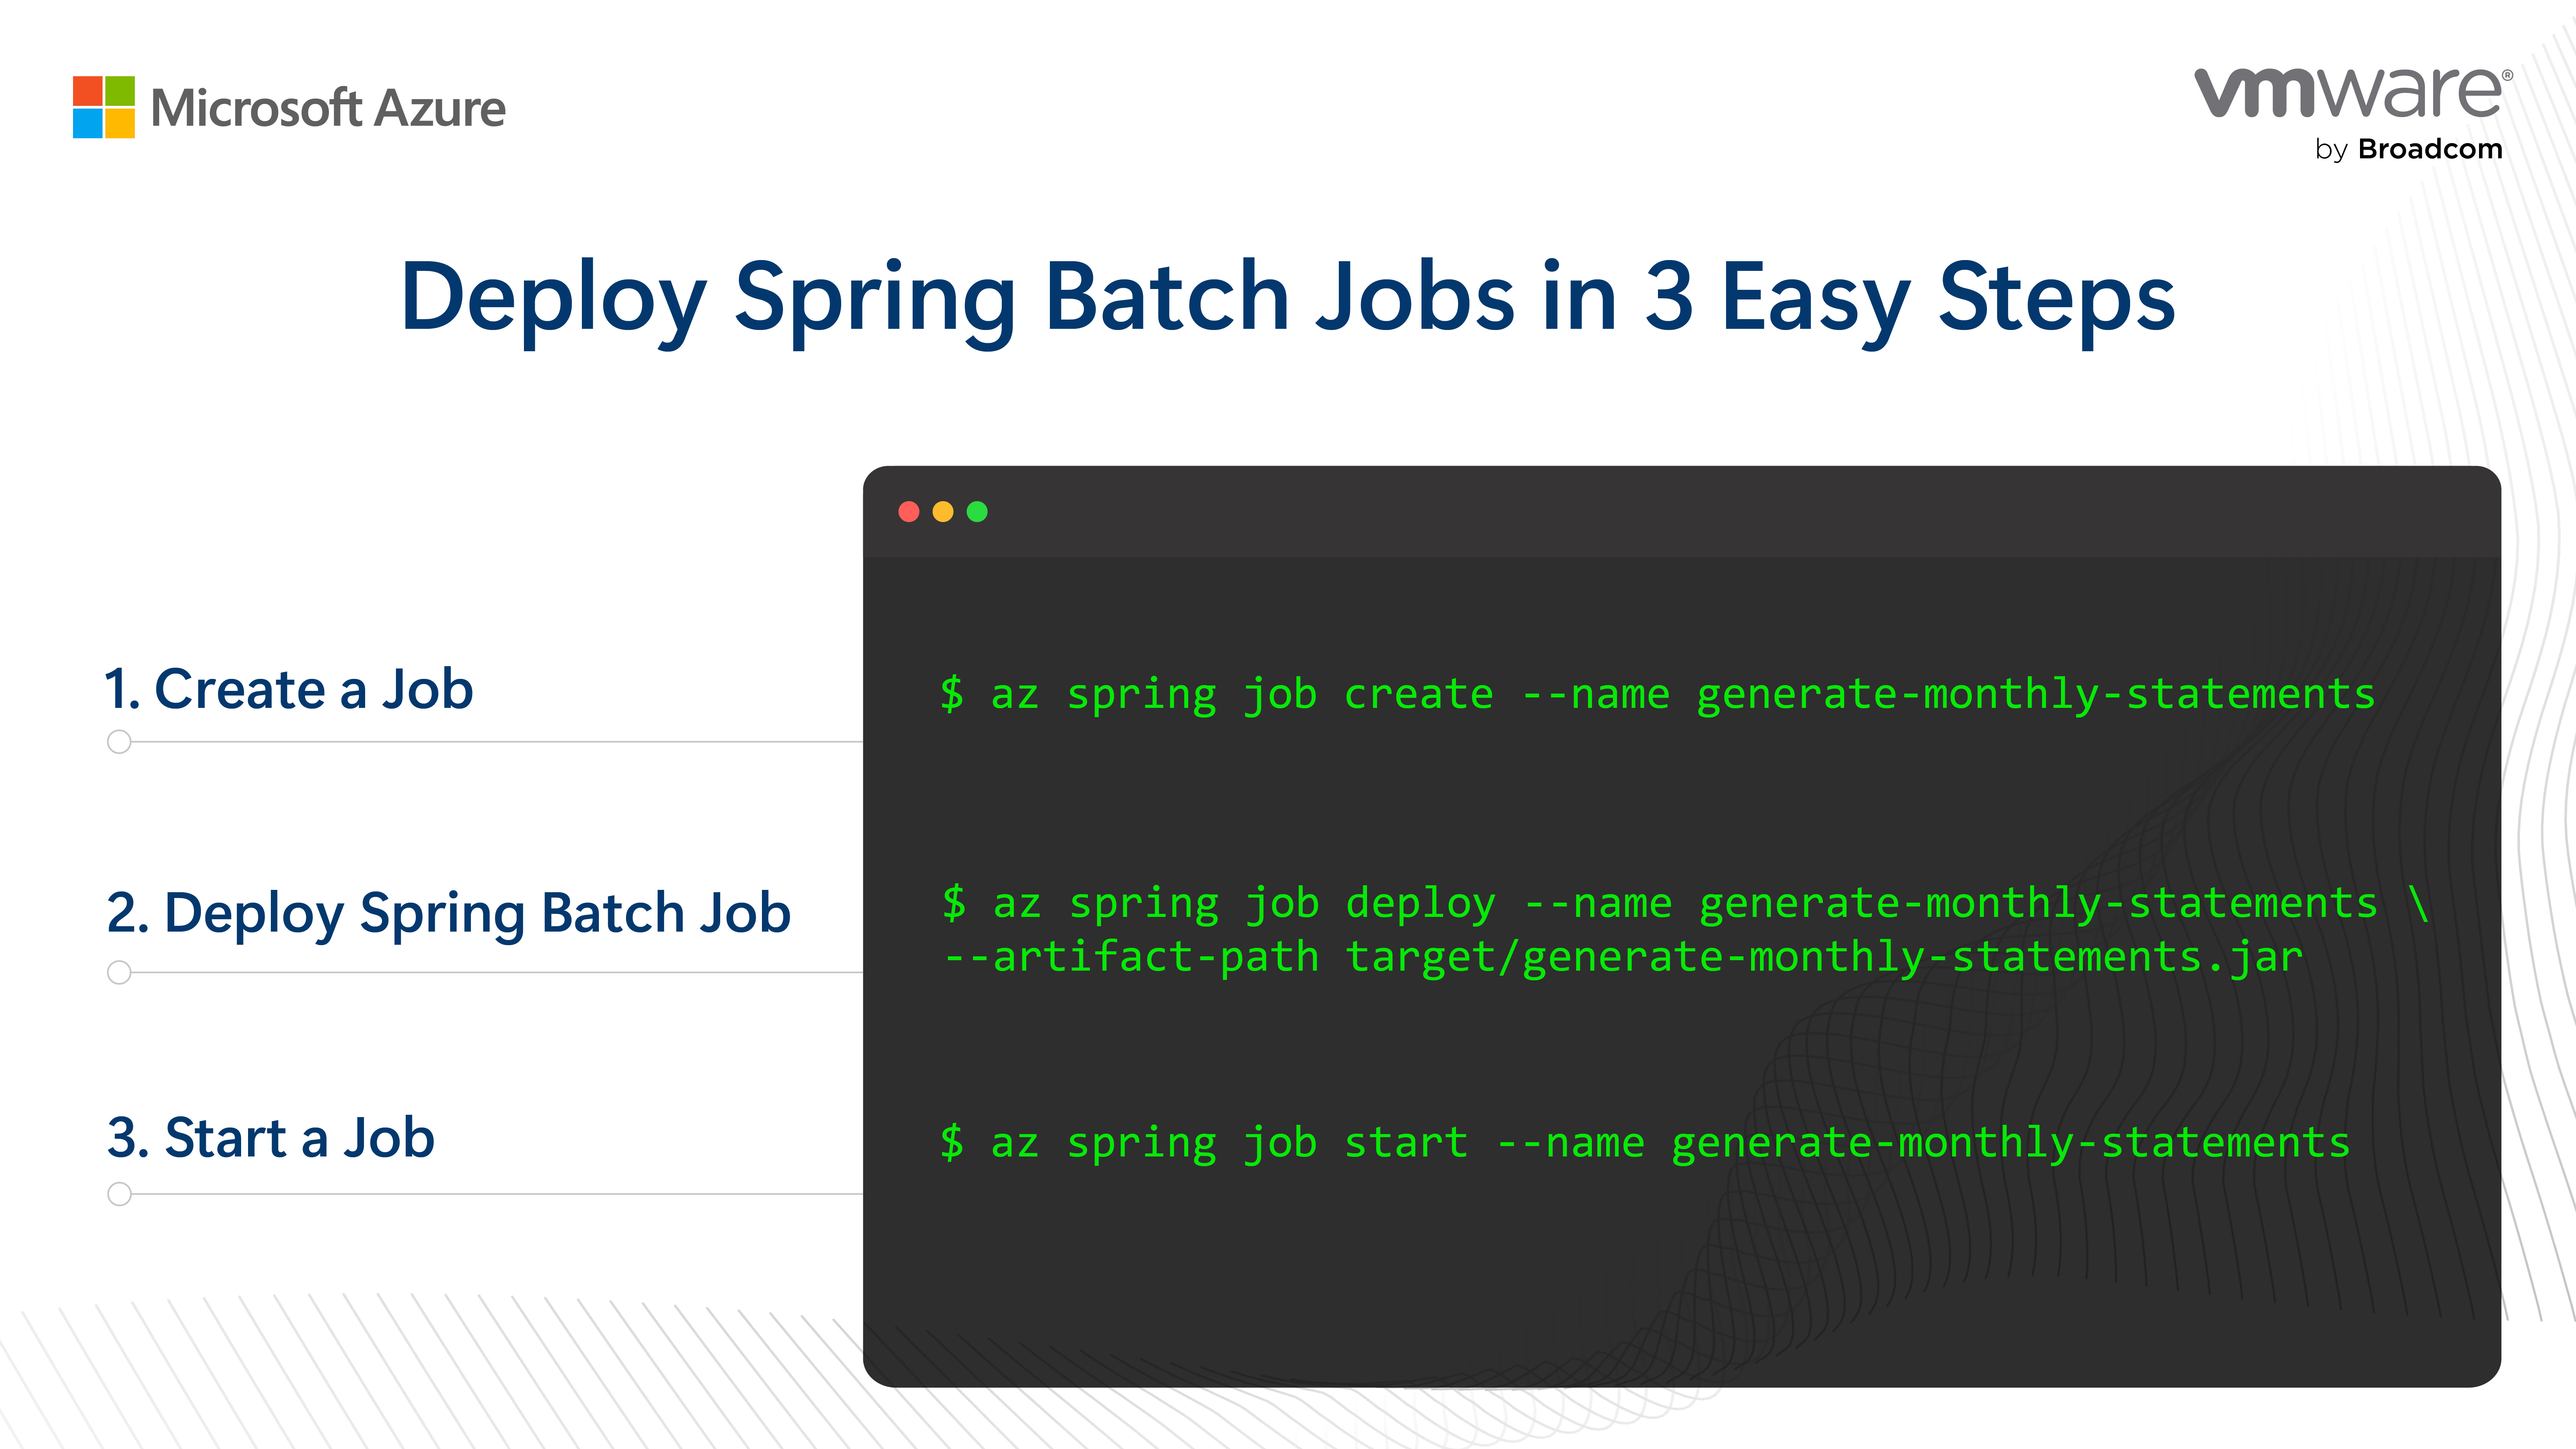 Microsoft Azure
vmware®
by Broadcom
Deploy Spring Batch Jobs in 3 Easy Steps
1. Create a Job
$ az spring job create --name generate-monthly-statements
2. Deploy Spring Batch Job
$ az spring job deploy --name generate-monthly-statements \
--artifact-path target/generate-monthly-statements.jar
3. Start a Job
$ az spring job start --name generate-monthly-statements